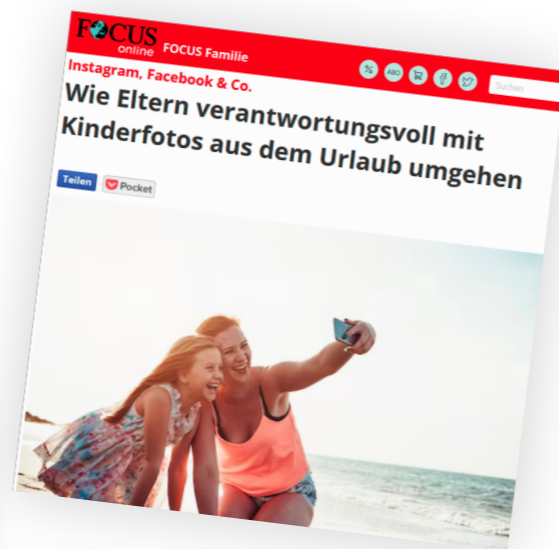 FOCUS
online
FOCUS Familie
%
ABO
Suchen
Instagram, Facebook & Co.
Wie Eltern verantwortungsvoll mit
Kinderfotos aus dem Urlaub umgehen
Teilen
Pocket